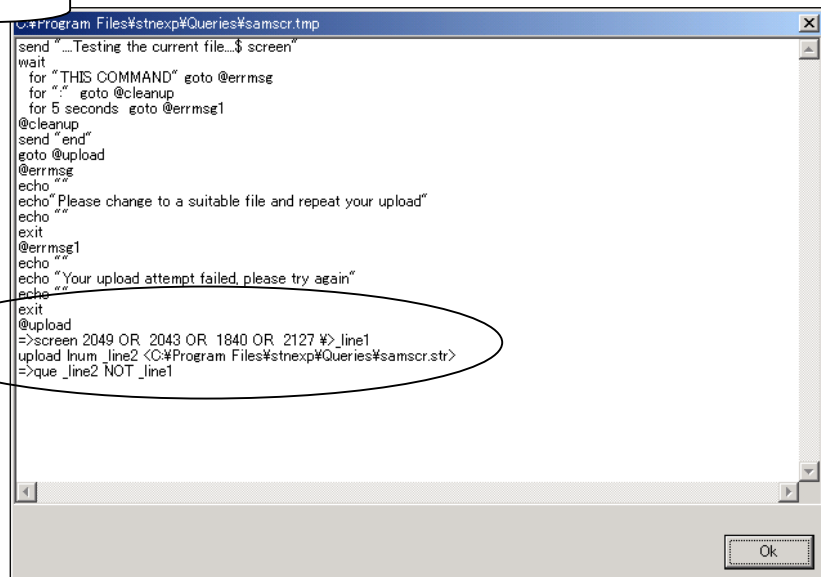 C:¥Program Files¥stnexp¥Queries¥samscr.tmp
send "....Testing the current file....$ screen"
wait
for "THIS COMMAND" goto @errmsg
for ":" goto @cleanup
for 5 seconds goto @errmsg1
@cleanup
send "end"
goto @upload
@errmsg
echo ""
echo"Please change to a suitable file and repeat your upload"
echo ""
exit
@errmsg1
echo ""
echo "Your upload attempt failed, please try again"
echo ""
exit
@upload
=>screen 2049 OR 2043 OR 1840 OR 2127 ¥>_line1
upload lnum _line2 <C:¥Program Files¥stnexp¥Queries¥samscr.str>
=>que _line2 NOT _line1
Ok